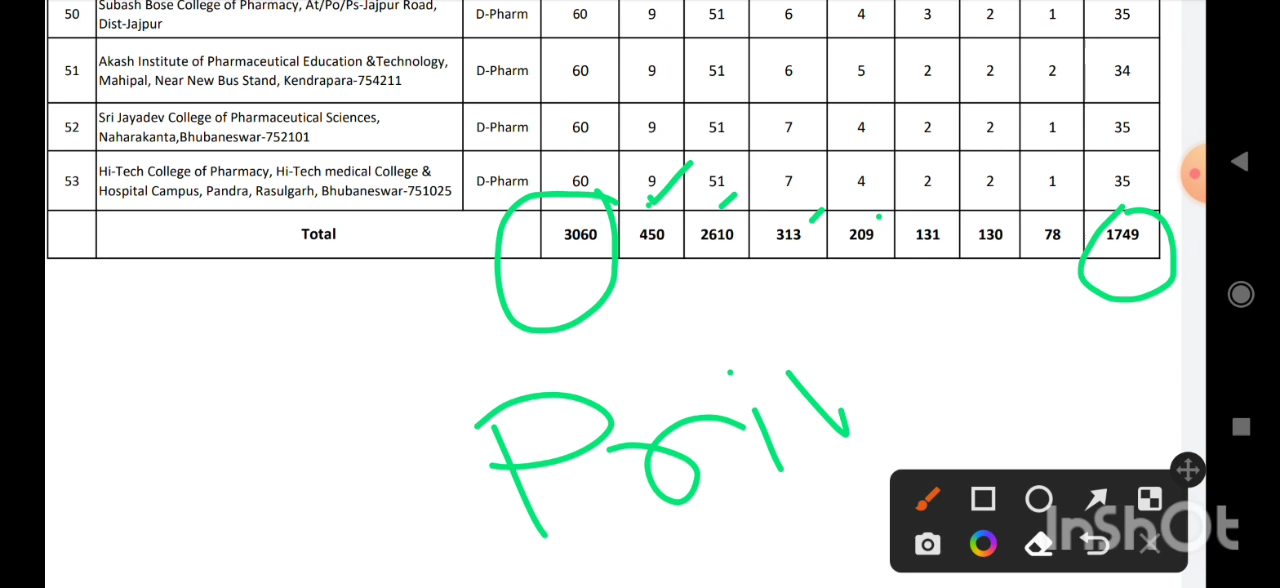 50 Subash Bose College of Pharmacy, At/Po/Ps-Jajpur Road, Dist-Jajpur D-Pharm 60 9 51 6 4 3 2 1 35
51 Akash Institute of Pharmaceutical Education &Technology, Mahipal, Near New Bus Stand, Kendrapara-754211 D-Pharm 60 9 51 6 5 2 2 2 34
52 Sri Jayadev College of Pharmaceutical Sciences, Naharakanta,Bhubaneswar-752101 D-Pharm 60 9 51 7 4 2 2 1 35
53 Hi-Tech College of Pharmacy, Hi-Tech medical College & Hospital Campus, Pandra, Rasulgarh, Bhubaneswar-751025 D-Pharm 60 9 51 7 4 2 2 1 35
Total 3060 450 2610 313 209 131 130 78 1749
InShOt